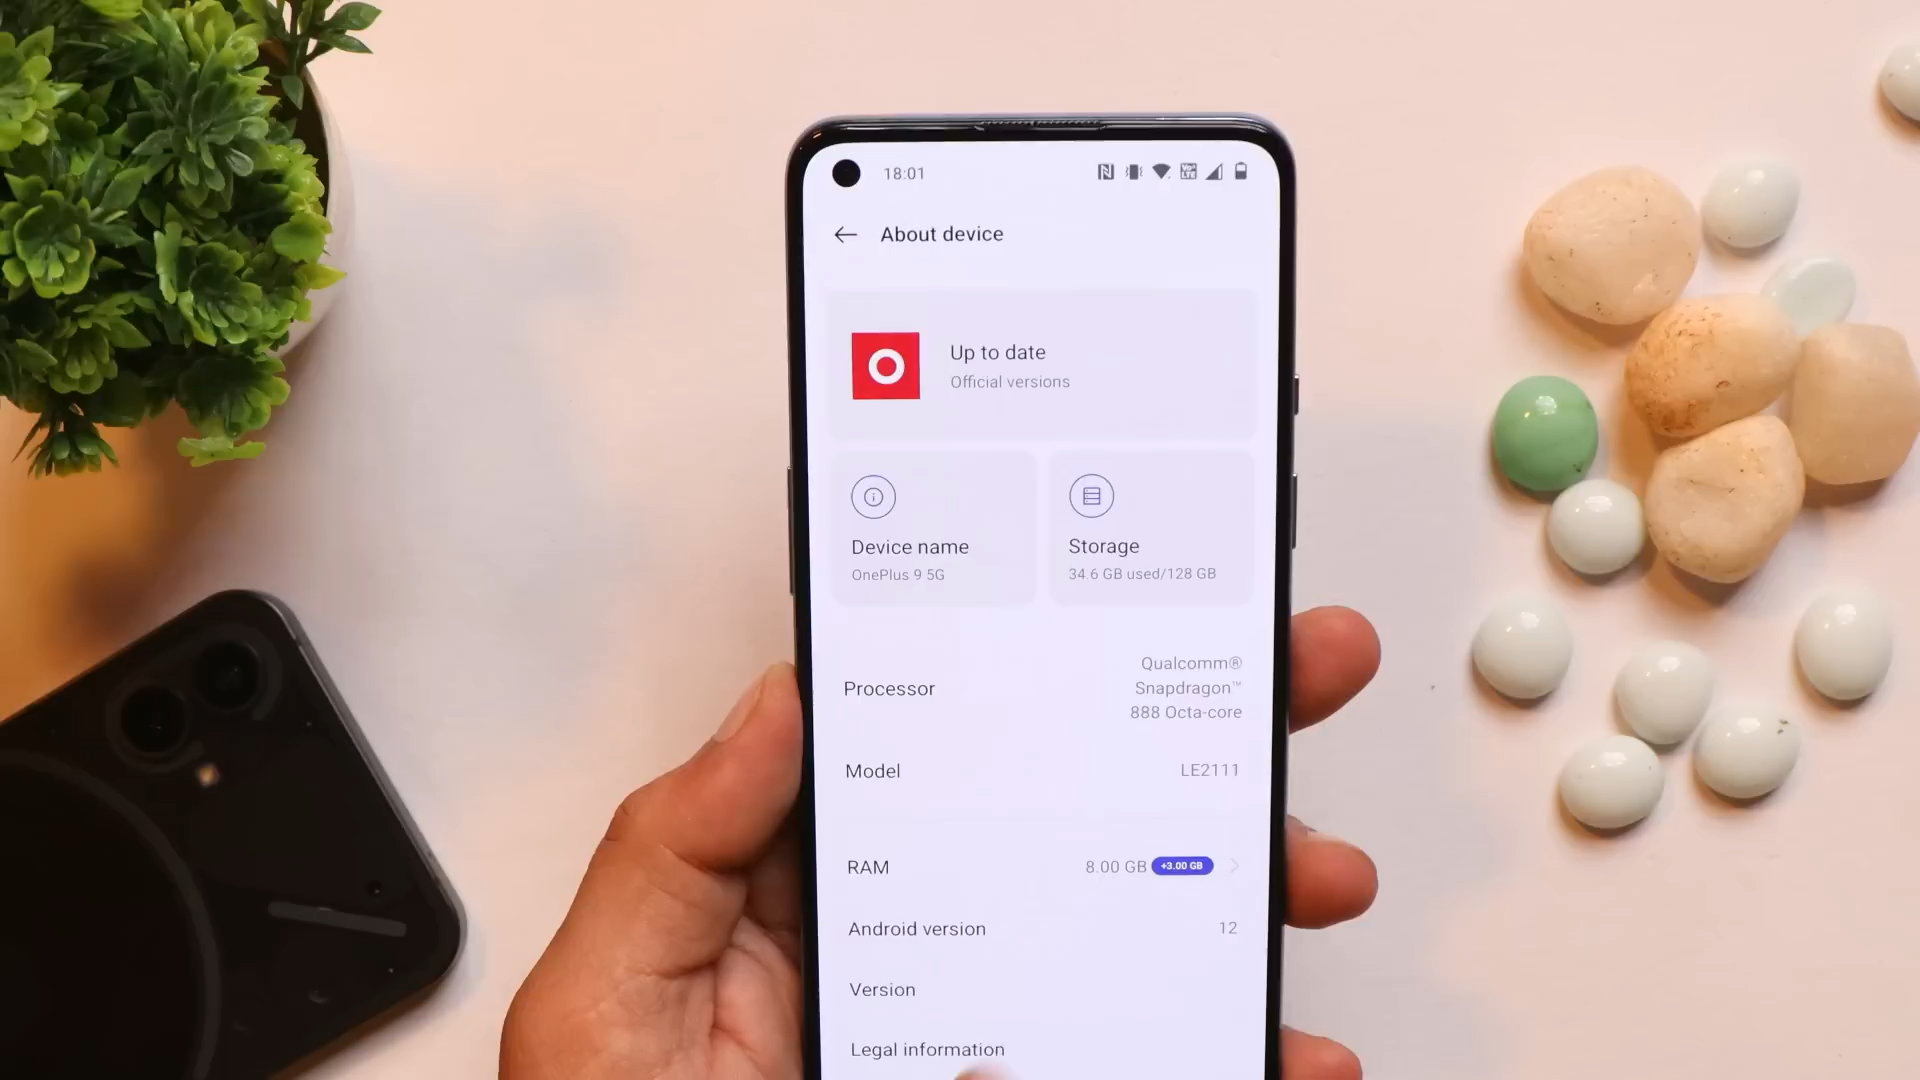 18:01
About device
Up to date
Official versions
Device name
OnePlus 9 5G
Storage
34.6 GB used/128 GB
Processor
Qualcomm®
Snapdragon™
888 Octa-core
Model
LE2111
RAM
8.00 GB
+3.00 GB
Android version
12
Version
Legal information